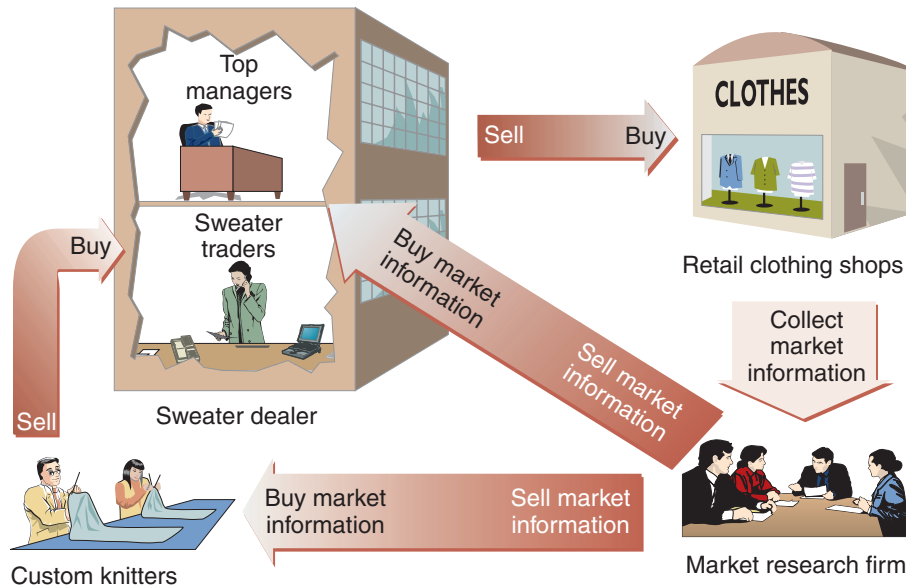 Top
managers
CLOTHES
Sell
Buy
Sweater
traders
Buy
Buy market
information
Retail clothing shops
Collect
market
information
Sell market
information
Sell
Sweater dealer
Buy market
information
Sell market
information
Custom knitters
Market research firm